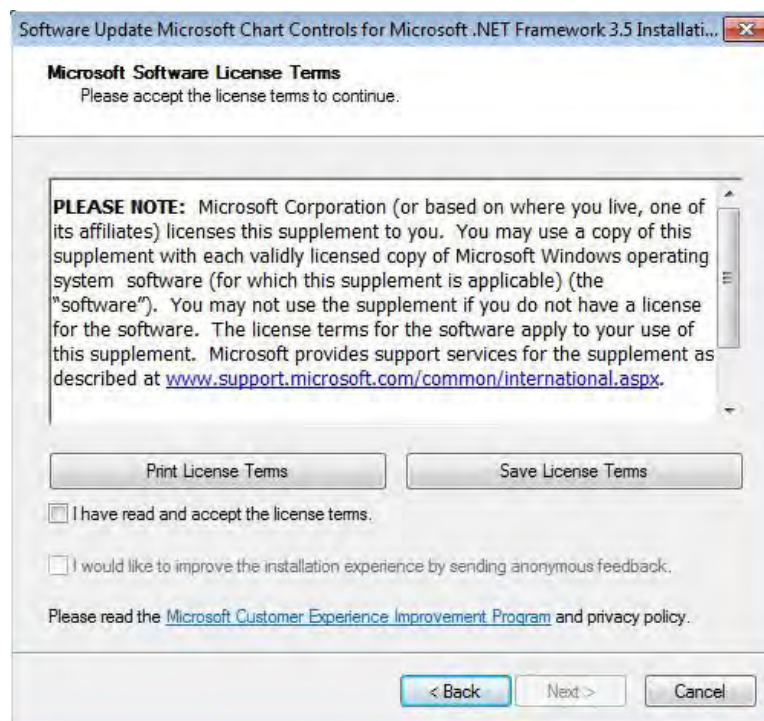 Software Update Microsoft Chart Controls for Microsoft .NET Framework 3.5 Installati...
Microsoft Software License Terms
Please accept the license terms to continue.
PLEASE NOTE: Microsoft Corporation (or based on where you live, one of
its affiliates) licenses this supplement to you. You may use a copy of this
supplement with each validly licensed copy of Microsoft Windows operating
system software (for which this supplement is applicable) (the
“software”). You may not use the supplement if you do not have a license
for the software. The license terms for the software apply to your use of
this supplement. Microsoft provides support services for the supplement as
described at www.support.microsoft.com/common/international.aspx.
Print License Terms
Save License Terms
I have read and accept the license terms.
I would like to improve the installation experience by sending anonymous feedback.
Please read the Microsoft Customer Experience Improvement Program and privacy policy.
< Back
Next >
Cancel